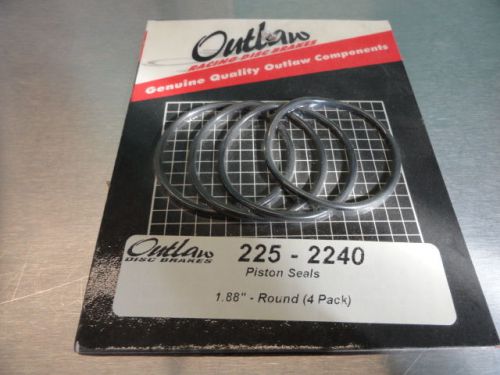 Outlaw
RACING DISC BRAKES
Genuine Quality Outlaw Components
Outlaw
DISC BRAKES
225 - 2240
Piston Seals
1.88" - Round (4 Pack)